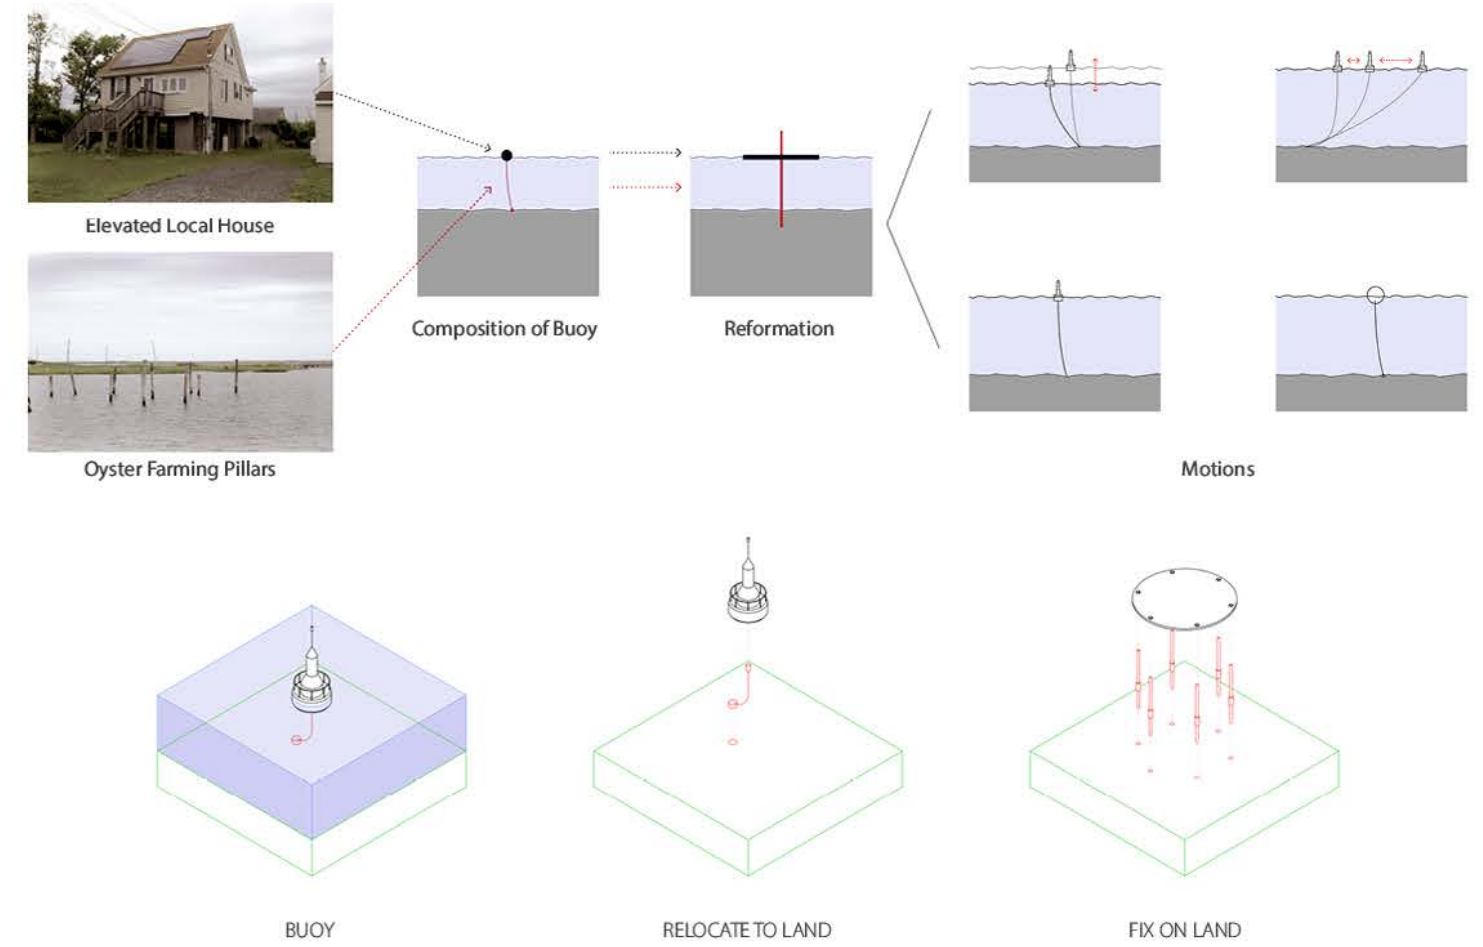 Elevated Local House
Composition of Buoy
Reformation
Oyster Farming Pillars
Motions
BUOY
RELOCATE TO LAND
FIX ON LAND